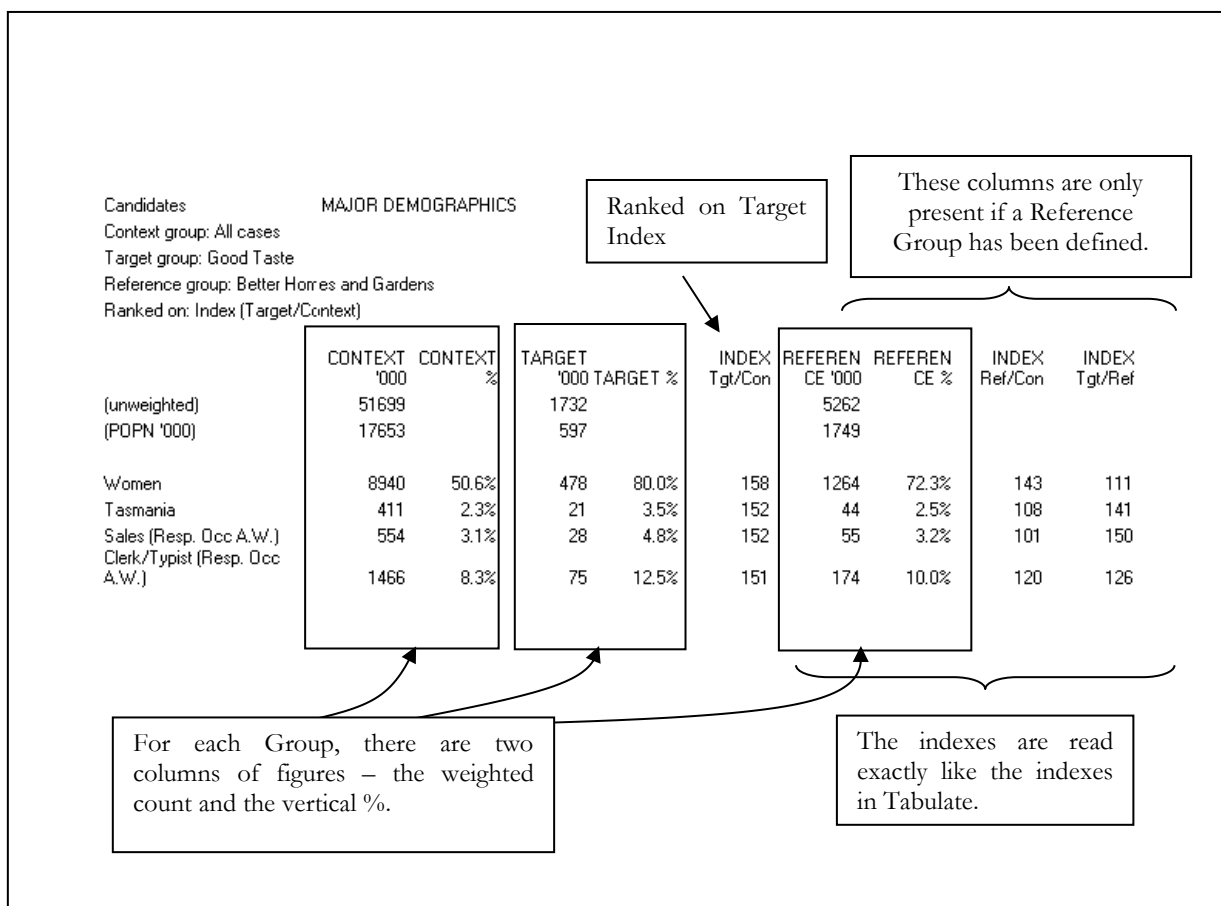 Candidates MAJOR DEMOGRAPHICS
Context group: All cases
Target group: Good Taste
Reference group: Better Homes and Gardens
Ranked on: Index (Target/Context)
Ranked on Target
Index
These columns are only
present if a Reference
Group has been defined.
CONTEXT CONTEXT TARGET INDEX REFEREN REFEREN INDEX INDEX
'000 % '000 TARGET % Tgt/Con CE '000 CE % Ref/Con Tgt/Ref
(unweighted) 51699 1732 5262
(POPN '000) 17653 597 1749
Women 8940 50.6% 478 80.0% 158 1264 72.3% 143 111
Tasmania 411 2.3% 21 3.5% 152 44 2.5% 108 141
Sales (Resp. Occ A.W.) 554 3.1% 28 4.8% 152 55 3.2% 101 150
Clerk/Typist (Resp. Occ
A.W.) 1466 8.3% 75 12.5% 151 174 10.0% 120 126
For each Group, there are two
columns of figures – the weighted
count and the vertical %.
The indexes are read
exactly like the indexes
in Tabulate.